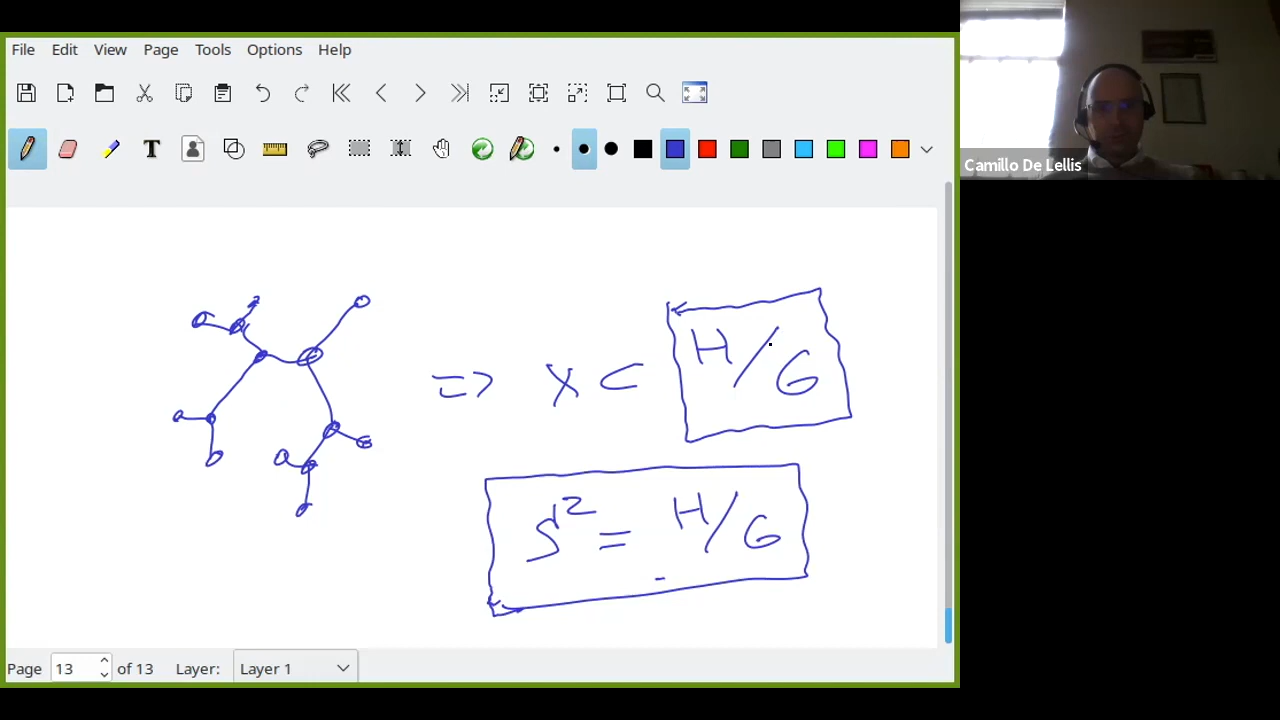 File Edit View Page Tools Options Help
Camillo De Lellis
=> X ⊂ H/G
S² = H/G
Page 13 of 13 Layer: Layer 1